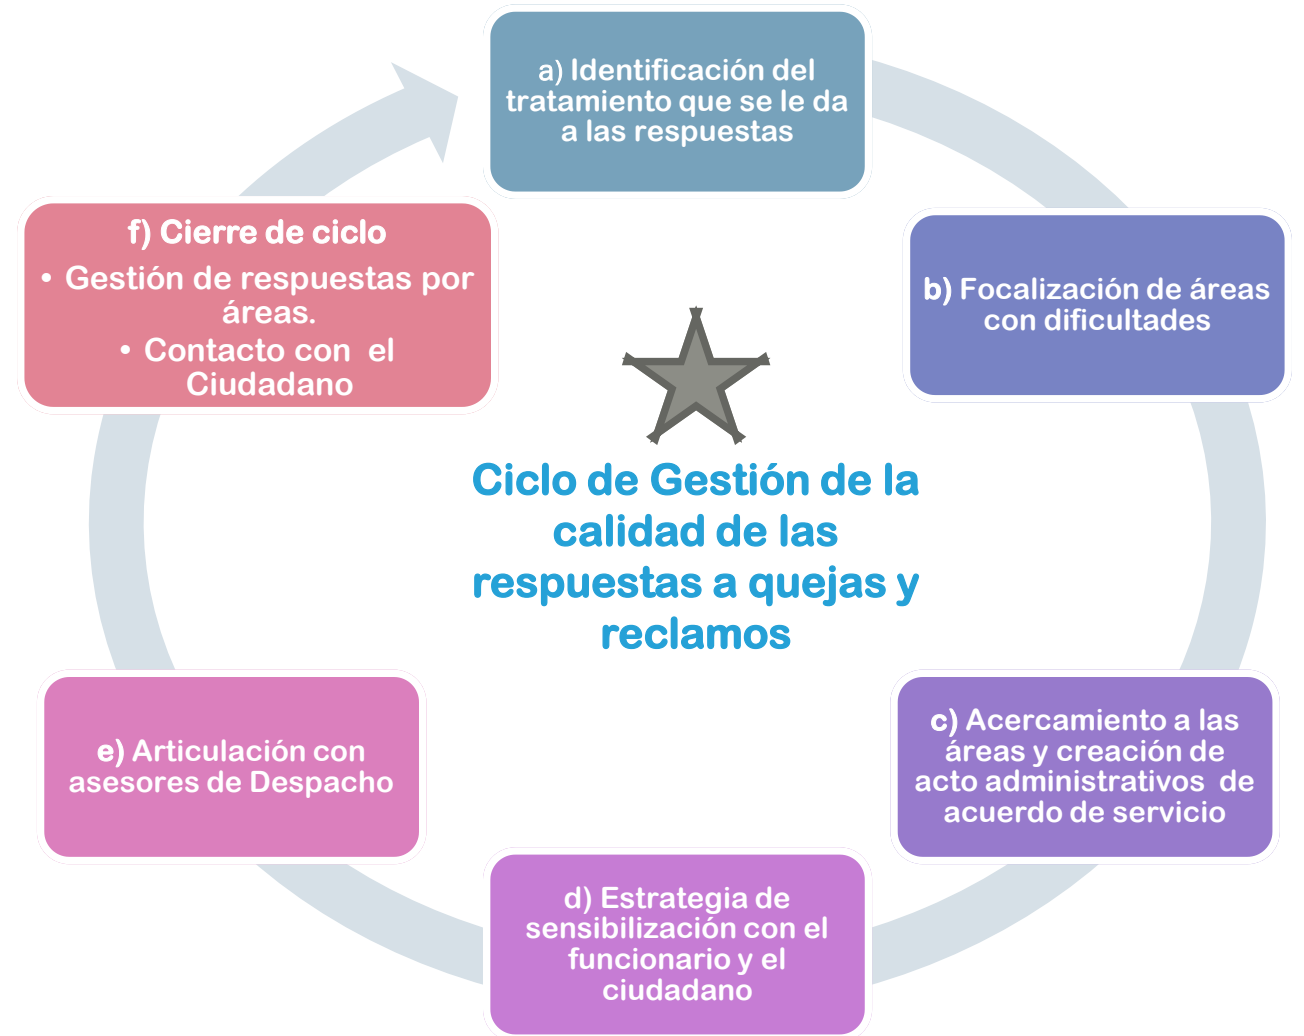 a) Identificación del
tratamiento que se le da
a las respuestas
b) Focalización de áreas
con dificultades
c) Acercamiento a las
áreas y creación de
acto administrativos  de
acuerdo de servicio
d) Estrategia de
sensibilización con el
funcionario y el
ciudadano
e) Articulación con
asesores de Despacho
f) Cierre de ciclo
• Gestión de respuestas por
áreas.
• Contacto con  el
Ciudadano
Ciclo de Gestión de la
calidad de las
respuestas a quejas y
reclamos